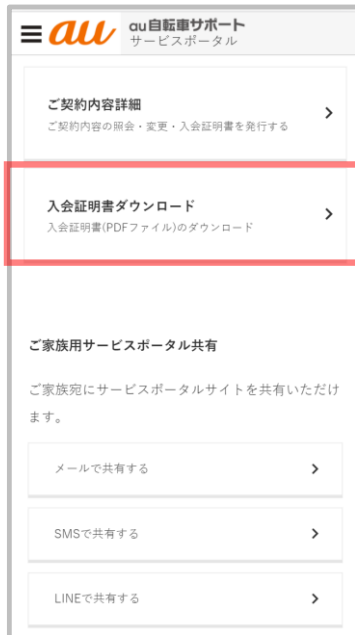 au
au自転車サポート
サービスポータル
ご契約内容詳細
ご契約内容の照会・変更・入会証明書を発行する
入会証明書ダウンロード
入会証明書(PDFファイル)のダウンロード
ご家族用サービスポータル共有
ご家族宛にサービスポータルサイトを共有いただけ
ます。
メールで共有する
SMSで共有する
LINEで共有する